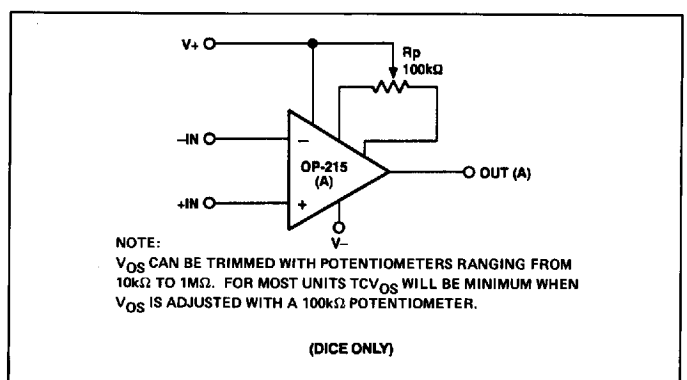 V+
Rp
100kΩ
–IN
–
OP-215
(A)
OUT (A)
+IN
+
V–
NOTE:
VOS CAN BE TRIMMED WITH POTENTIOMETERS RANGING FROM
10kΩ TO 1MΩ. FOR MOST UNITS TCVOS WILL BE MINIMUM WHEN
VOS IS ADJUSTED WITH A 100kΩ POTENTIOMETER.
(DICE ONLY)